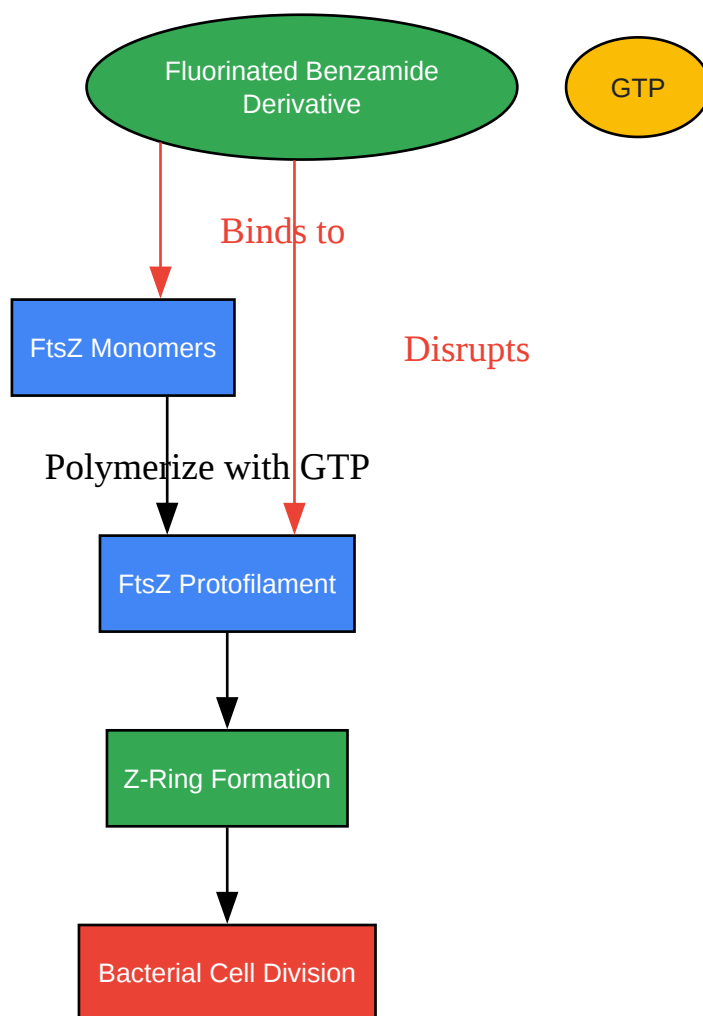 Fluorinated Benzamide
Derivative
GTP
Binds to
FtsZ Monomers
Disrupts
Polymerize with GTP
FtsZ Protofilament
Z-Ring Formation
Bacterial Cell Division